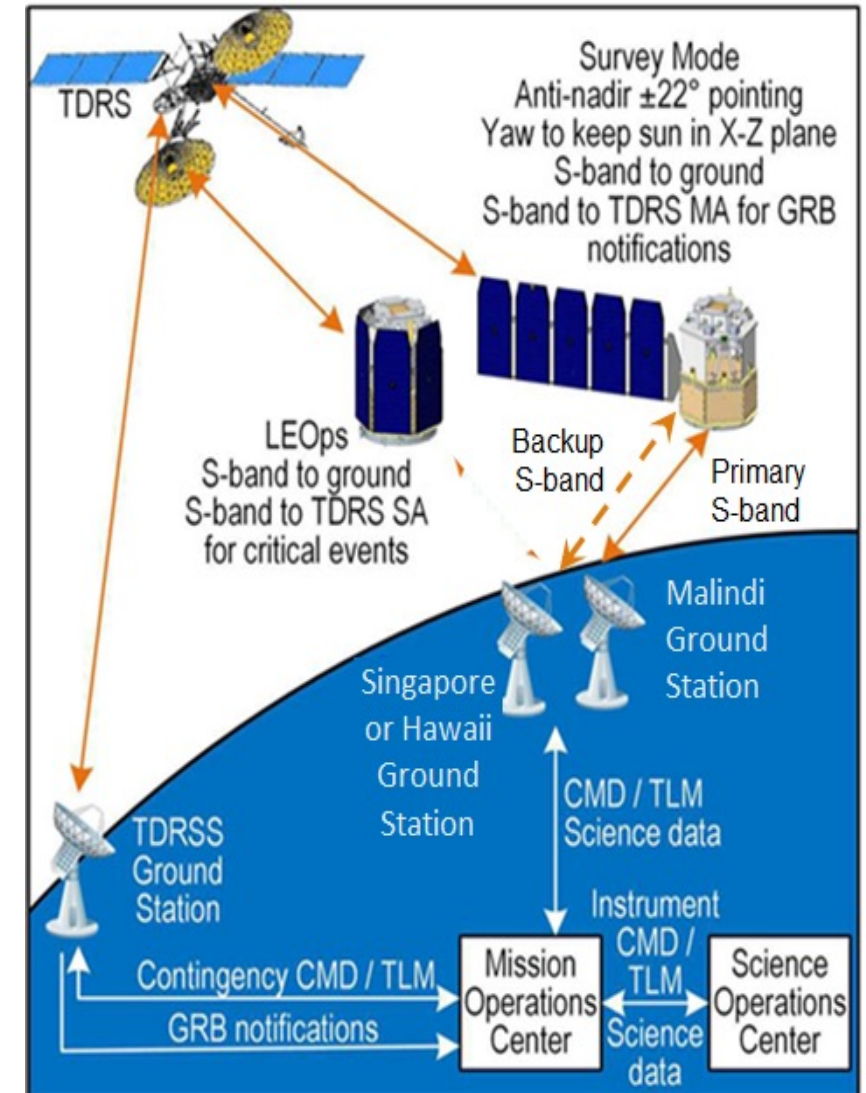 TDRS
Survey Mode
Anti-nadir ±22° pointing
Yaw to keep sun in X-Z plane
S-band to ground
S-band to TDRS MA for GRB
notifications
LEOps
S-band to ground
S-band to TDRS SA
for critical events
Backup
S-band
Primary
S-band
Malindi
Ground
Station
Singapore
or Hawaii
Ground
Station
TDRSS
Ground
Station
CMD / TLM
Science data
Contingency CMD / TLM
GRB notifications
Mission
Operations
Center
Instrument
CMD /
TLM
Science
data
Science
Operations
Center